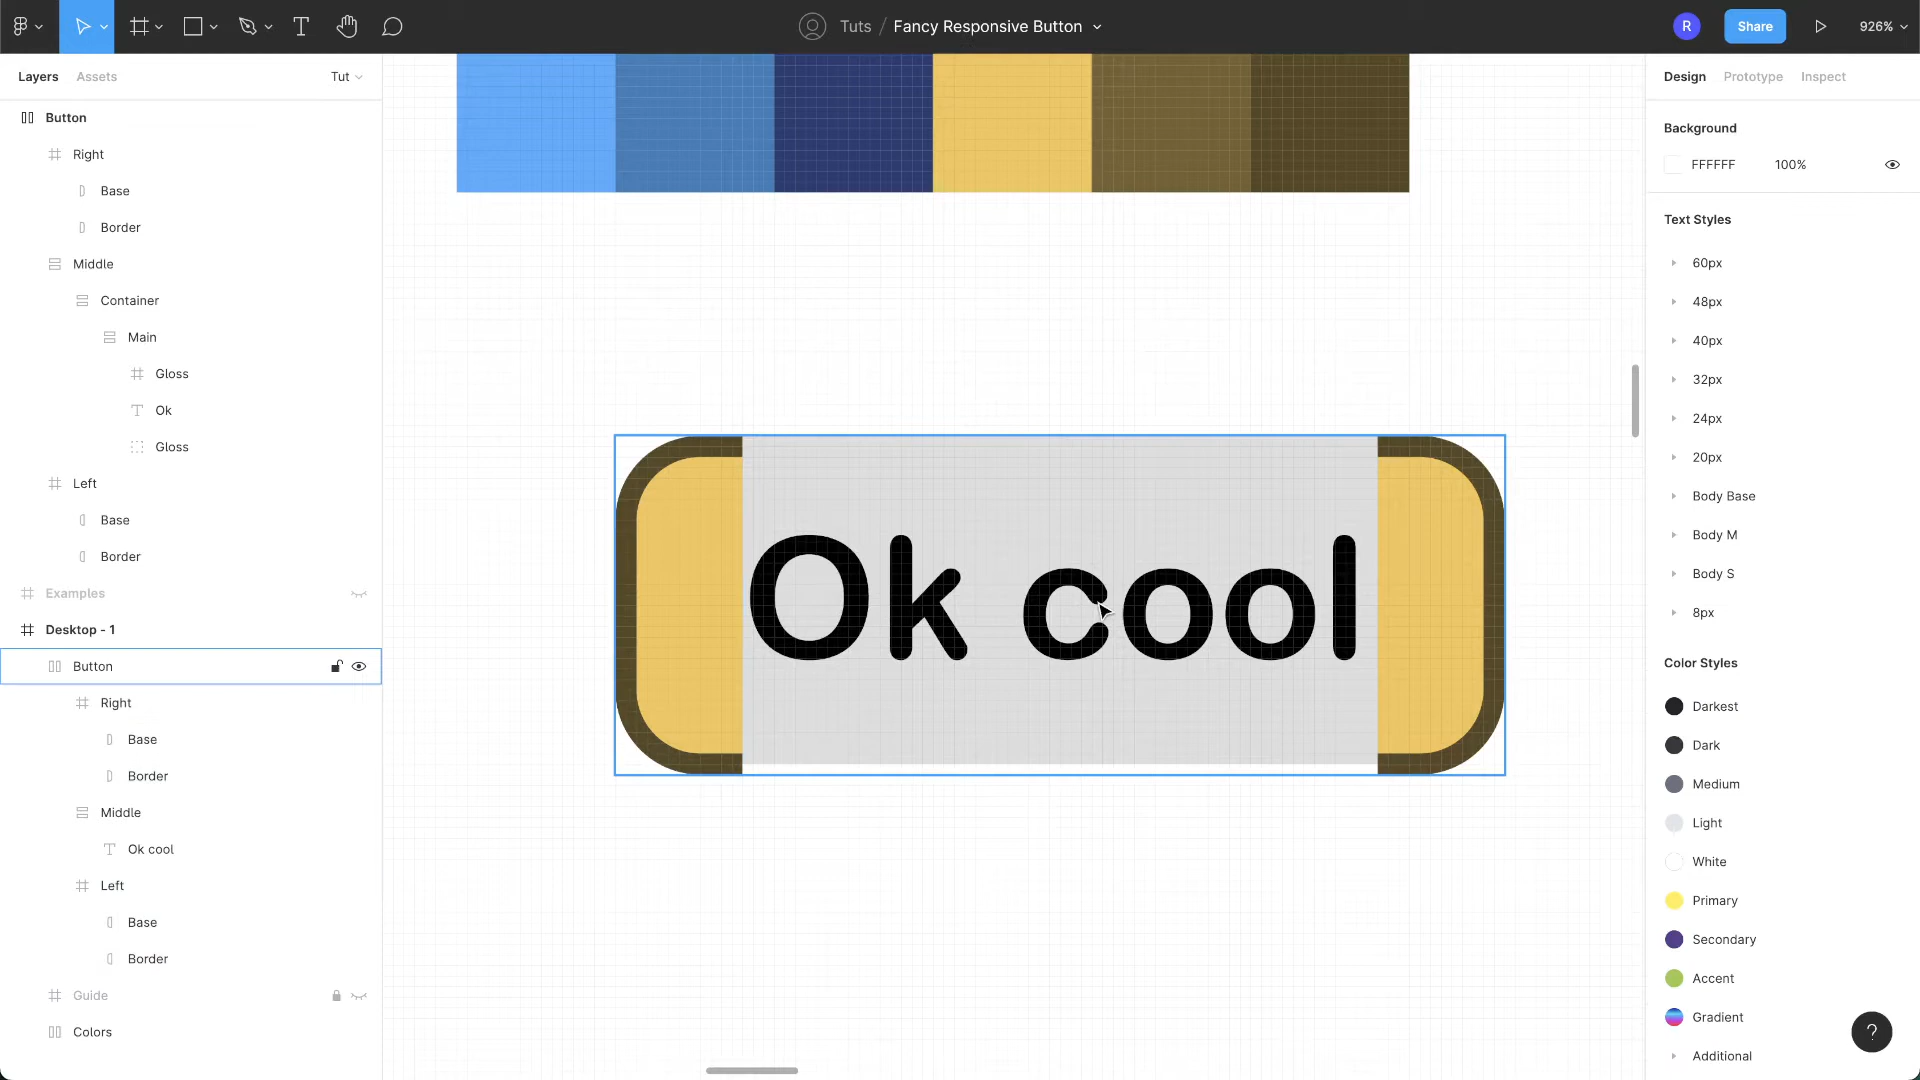 Tuts / Fancy Responsive Button
R
Share
926%
Layers
Assets
Tut
Button
Right
Base
Border
Middle
Container
Main
Gloss
Ok
Gloss
Left
Base
Border
Examples
Desktop - 1
Button
Right
Base
Border
Middle
Ok cool
Left
Base
Border
Guide
Colors
Ok cool
Design
Prototype
Inspect
Background
FFFFFF 100%
Text Styles
60px
48px
40px
32px
24px
20px
Body Base
Body M
Body S
8px
Color Styles
Darkest
Dark
Medium
Light
White
Primary
Secondary
Accent
Gradient
Additional
?